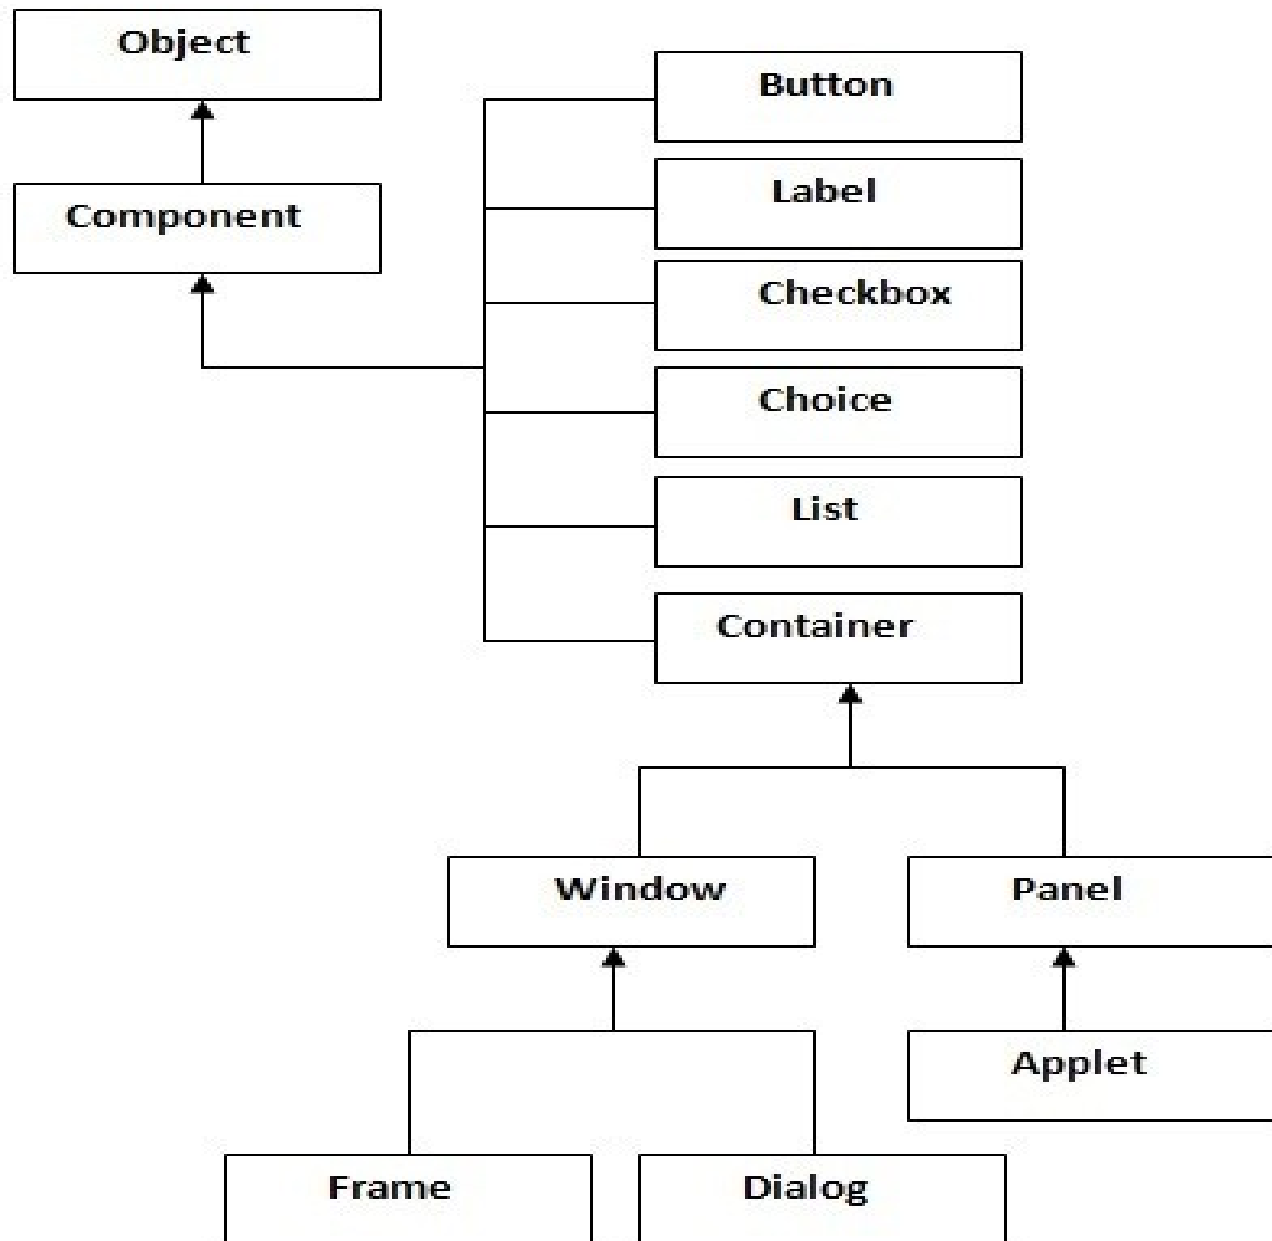 Object
Component
Button
Label
Checkbox
Choice
List
Container
Window
Panel
Applet
Frame
Dialog